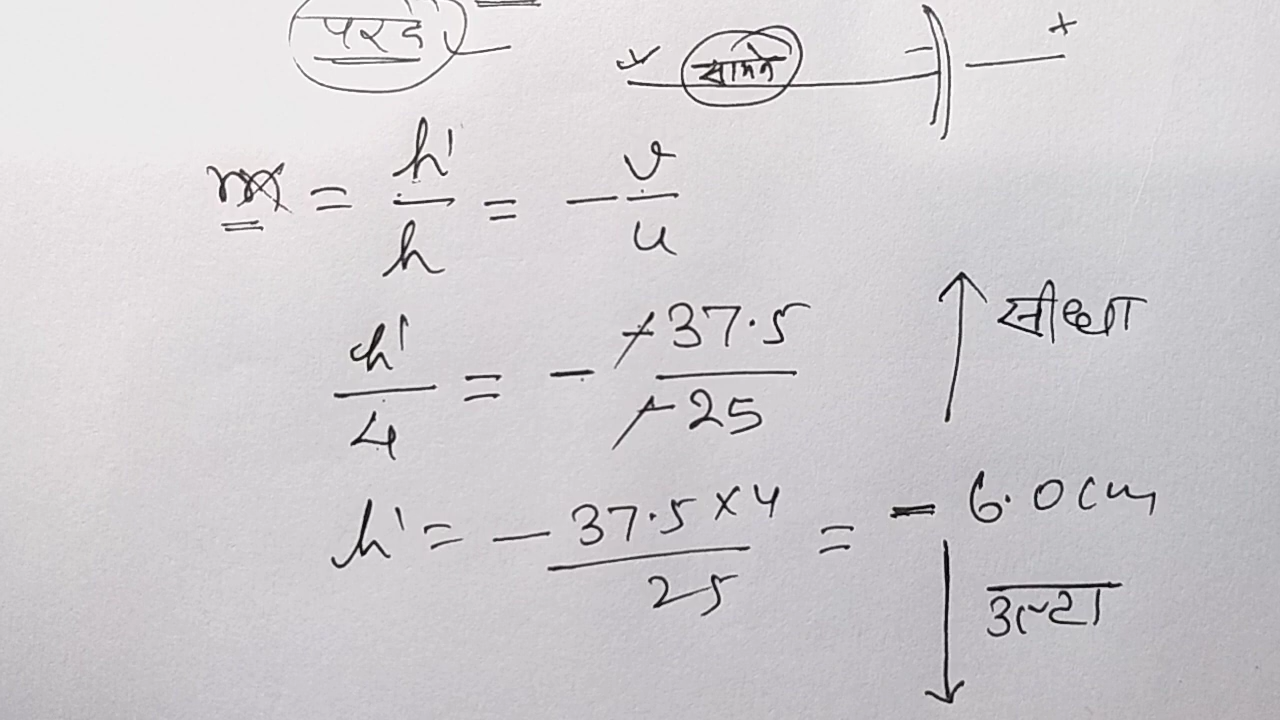 परदे
सामने - +
m = h'/h = - v/u
h'/4 = - -37.5/-25
सीधा
h' = - 37.5 x 4/25 = - 6.0 cm
उल्टा